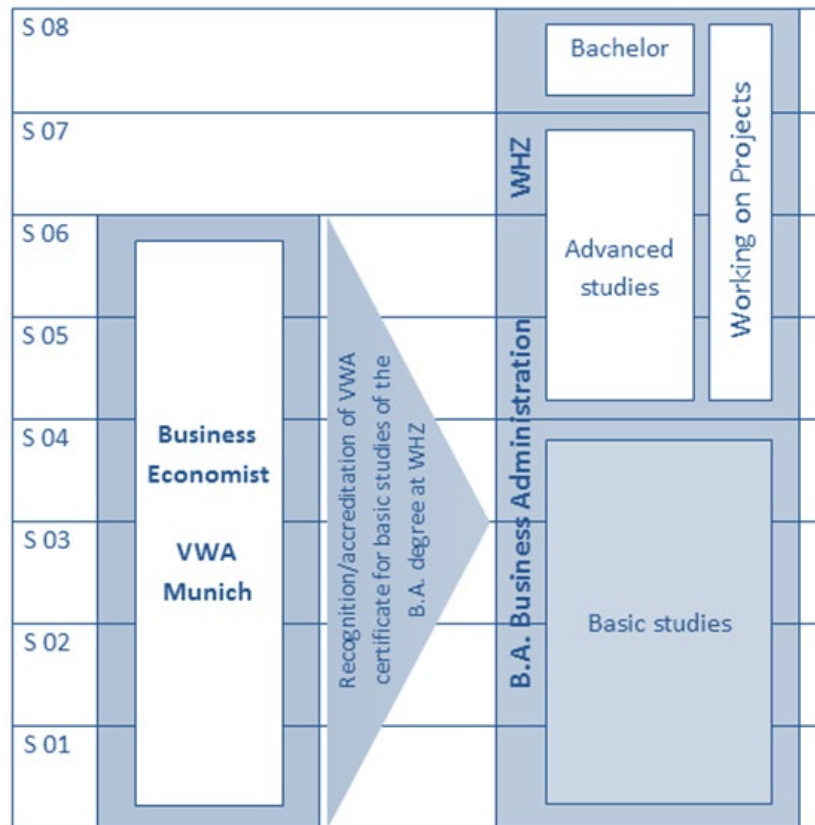 S 08
S 07
S 06
S 05
S 04
S 03
S 02
S 01
Business
Economist
VWA
Munich
Recognition/accreditation of VWA
certificate for basic studies of the
B.A. degree at WHZ
B.A. Business Administration WHZ
Bachelor
Advanced
studies
Working on Projects
Basic studies